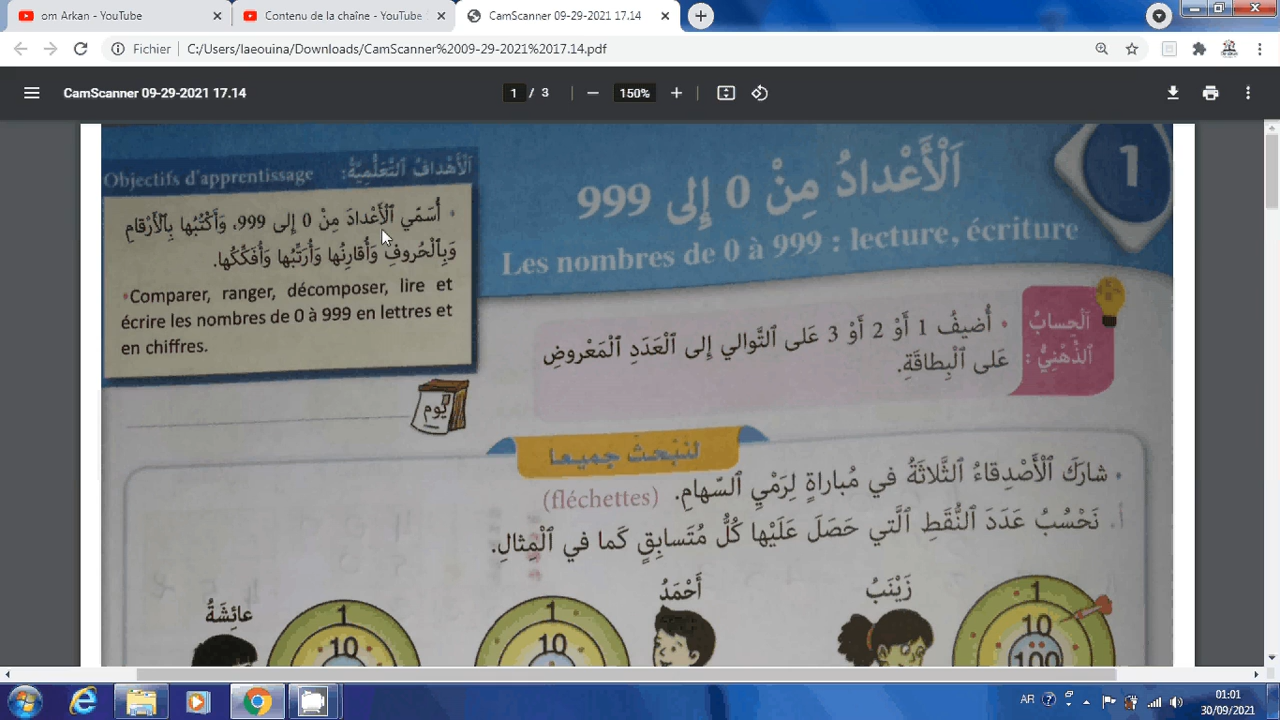 om Arkan - YouTube
Contenu de la chaîne - YouTube
CamScanner 09-29-2021 17.14
Fichier
C:/Users/laeouina/Downloads/CamScanner%2009-29-2021%2017.14.pdf
CamScanner 09-29-2021 17.14
1 / 3
150%
1
اَلْأَعْدادُ مِنْ 0 إِلى 999
Les nombres de 0 à 999 : lecture, écriture
Objectifs d'apprentissage
اَلْأَهْدافُ التَّعَلُّمِيَّةُ:
• أُسَمّي ٱلْأَعْدادَ مِنْ 0 إلى 999، وَأَكْتُبُها بِٱلْأَرْقامِ
وَبِٱلْحُروفِ وَأُقارِنُها وَأُرَتِّبُها وَأُفَكِّكُها.
•Comparer, ranger, décomposer, lire et
écrire les nombres de 0 à 999 en lettres et
en chiffres.
يوم
اَلْحِسابُ
ٱلذِّهْنِيُّ :
• أُضيفُ 1 أَوْ 2 أَوْ 3 عَلى ٱلتَّوالي إِلى ٱلْعَدَدِ ٱلْمَعْروضِ
عَلى ٱلْبِطاقَةِ.
لنبْحثْ جميعا
• شارَكَ ٱلْأَصْدِقاءُ ٱلثَّلاثَةُ في مُباراةٍ لِرَمْيِ ٱلسِّهامِ. (fléchettes)
أ. نَحْسُبُ عَدَدَ ٱلنُّقَطِ ٱلَّتي حَصَلَ عَلَيْها كُلُّ مُتَسابِقٍ كَما في ٱلْمِثالِ.
زَيْنَبُ
أَحْمَدُ
عائِشَةُ
1
10
100
1
10
1
10
AR
01:01
30/09/2021